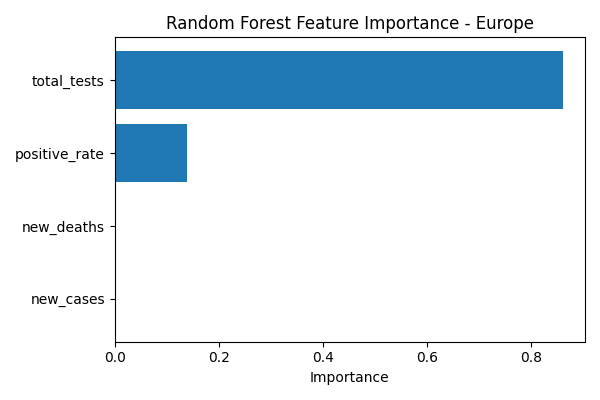 Random Forest Feature Importance - Europe
total_tests
positive_rate
new_deaths
new_cases
0.0 0.2 0.4 0.6 0.8
Importance